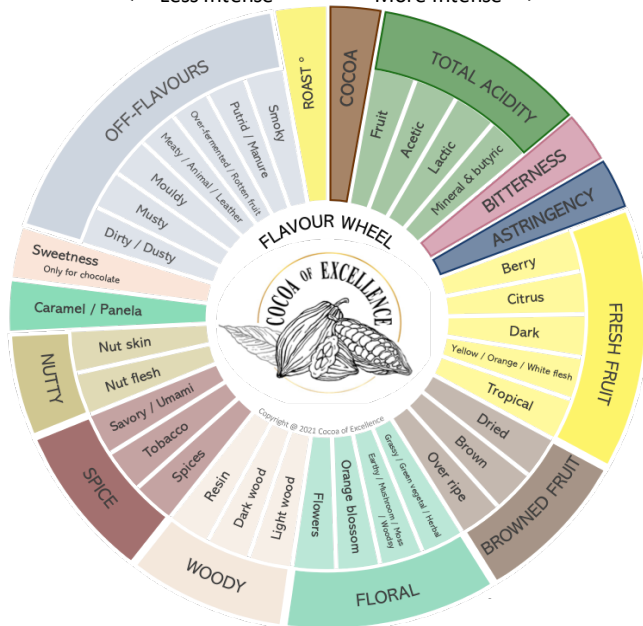 Less Intense
More Intense
ROAST°
COCOA
TOTAL ACIDITY
Fruit
Acetic
Lactic
Mineral & butyric
BITTERNESS
ASTRINGENCY
FRESH FRUIT
Berry
Citrus
Dark
Yellow / Orange / White flesh
Tropical
BROWNED FRUIT
Dried
Brown
Over ripe
FLORAL
Grassy / Green vegetal / Herbal
Earthy / Mushroom / Moss
/ Woodsy
Orange blossom
Flowers
WOODY
Light wood
Dark wood
Resin
SPICE
Spices
Tobacco
Savory / Umami
NUTTY
Nut flesh
Nut skin
Caramel / Panela
Sweetness
Only for chocolate
OFF-FLAVOURS
Dirty / Dusty
Musty
Mouldy
Meaty / Animal / Leather
Over-fermented / Rotten fruit
Putrid / Manure
Smoky
FLAVOUR WHEEL
COCOA OF EXCELLENCE
Copyright @ 2021 Cocoa of Excellence